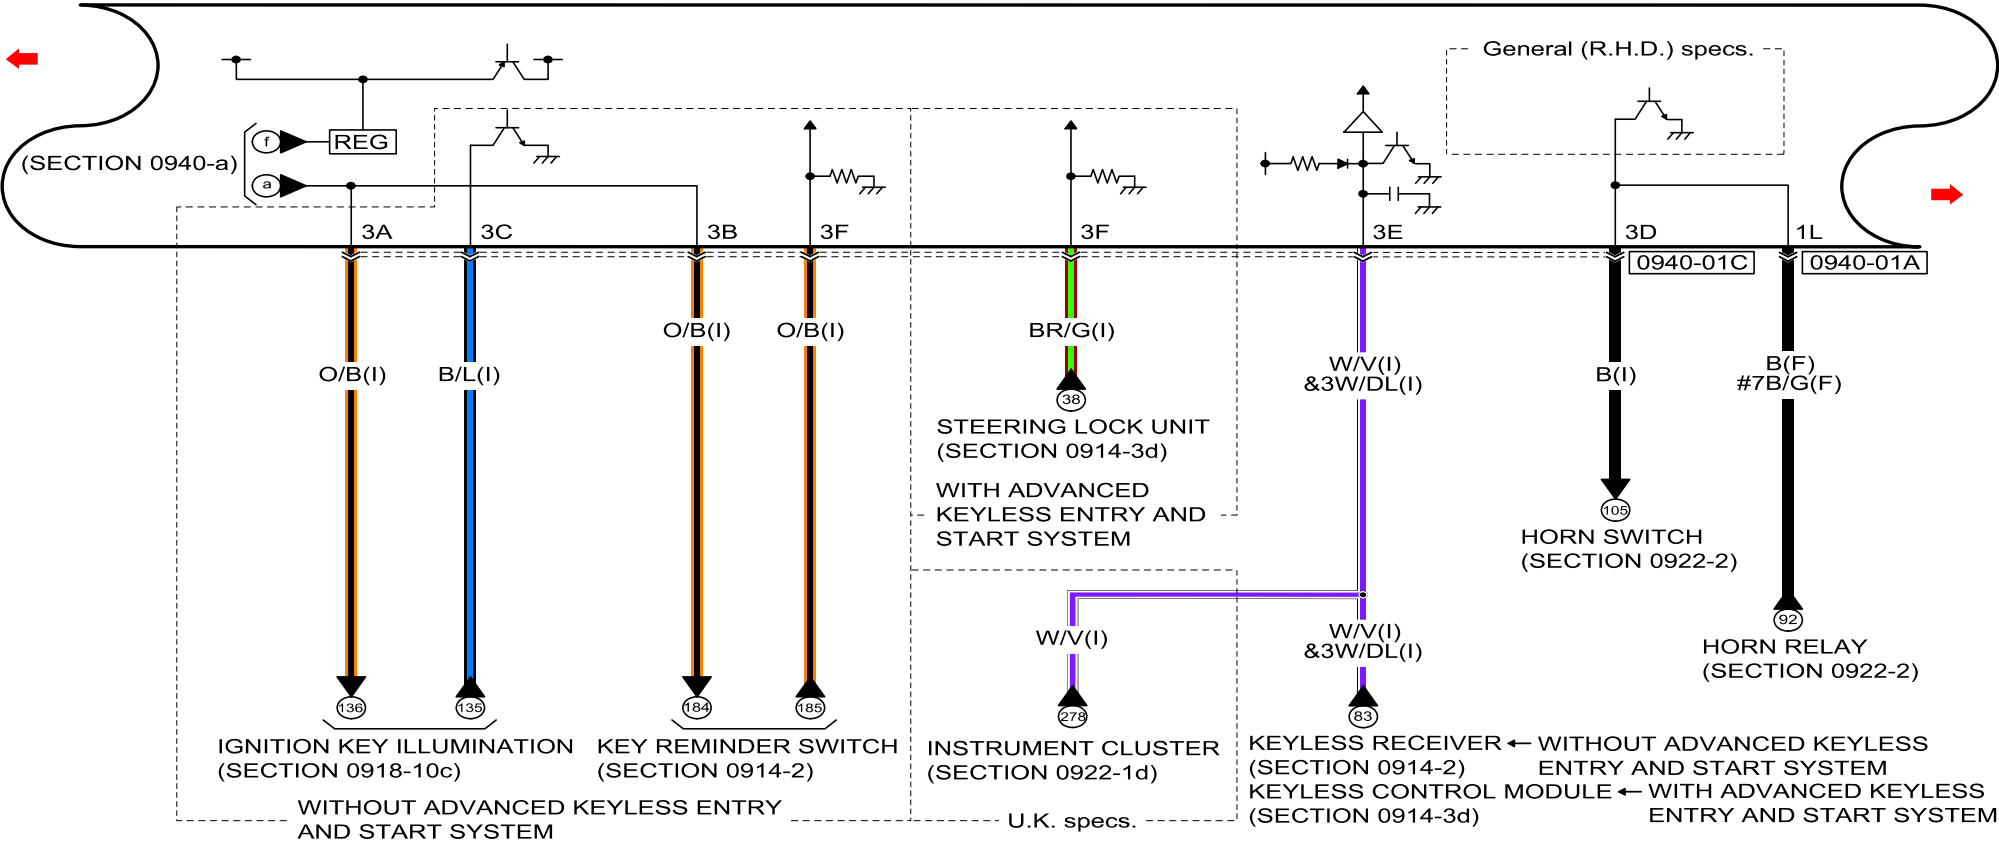 General (R.H.D.) specs.
(SECTION 0940-a)
f
REG
a
3A
3C
3B
3F
3F
3E
3D
1L
0940-01C
0940-01A
O/B(I)
B/L(I)
O/B(I)
O/B(I)
BR/G(I)
W/V(I)
&3W/DL(I)
B(I)
B(F)
#7B/G(F)
38
STEERING LOCK UNIT
(SECTION 0914-3d)
WITH ADVANCED
KEYLESS ENTRY AND
START SYSTEM
105
HORN SWITCH
(SECTION 0922-2)
92
HORN RELAY
(SECTION 0922-2)
W/V(I)
W/V(I)
&3W/DL(I)
136
135
184
185
278
83
IGNITION KEY ILLUMINATION
(SECTION 0918-10c)
KEY REMINDER SWITCH
(SECTION 0914-2)
INSTRUMENT CLUSTER
(SECTION 0922-1d)
KEYLESS RECEIVER ← WITHOUT ADVANCED KEYLESS
(SECTION 0914-2) ENTRY AND START SYSTEM
KEYLESS CONTROL MODULE ← WITH ADVANCED KEYLESS
(SECTION 0914-3d) ENTRY AND START SYSTEM
WITHOUT ADVANCED KEYLESS ENTRY
AND START SYSTEM
U.K. specs.